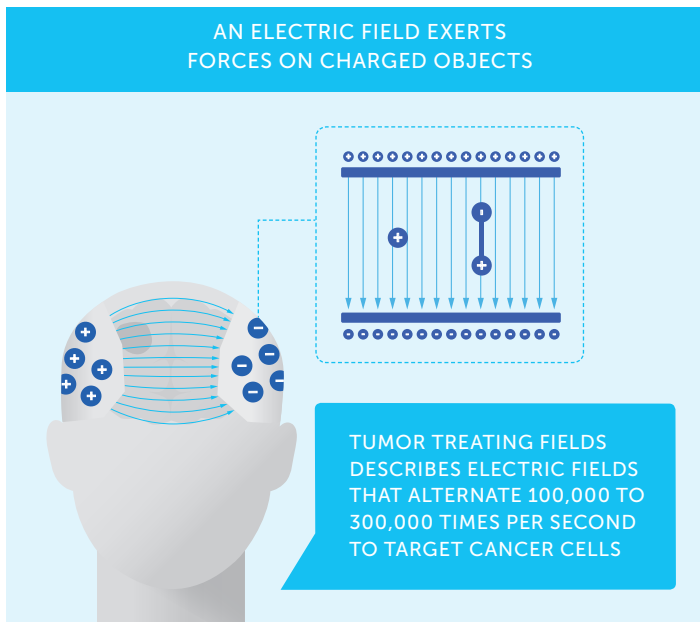 AN ELECTRIC FIELD EXERTS
FORCES ON CHARGED OBJECTS
TUMOR TREATING FIELDS
DESCRIBES ELECTRIC FIELDS
THAT ALTERNATE 100,000 TO
300,000 TIMES PER SECOND
TO TARGET CANCER CELLS